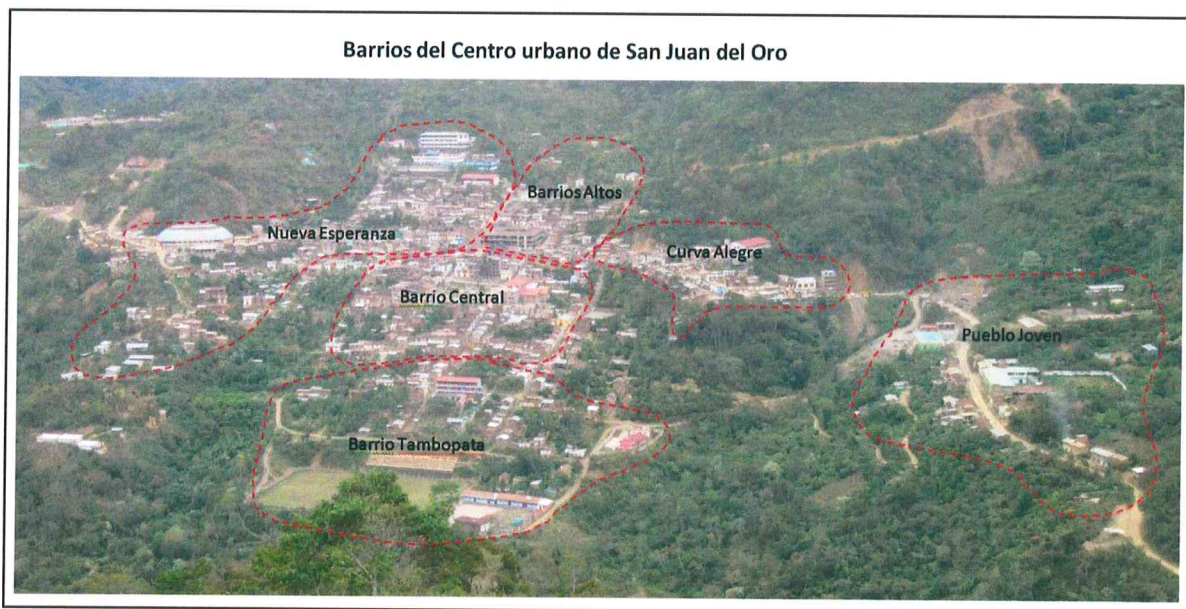 Barrios del Centro urbano de San Juan del Oro
Barrios Altos
Nueva Esperanza
Curva Alegre
Barrio Central
Pueblo Joven
Barrio Tambopata